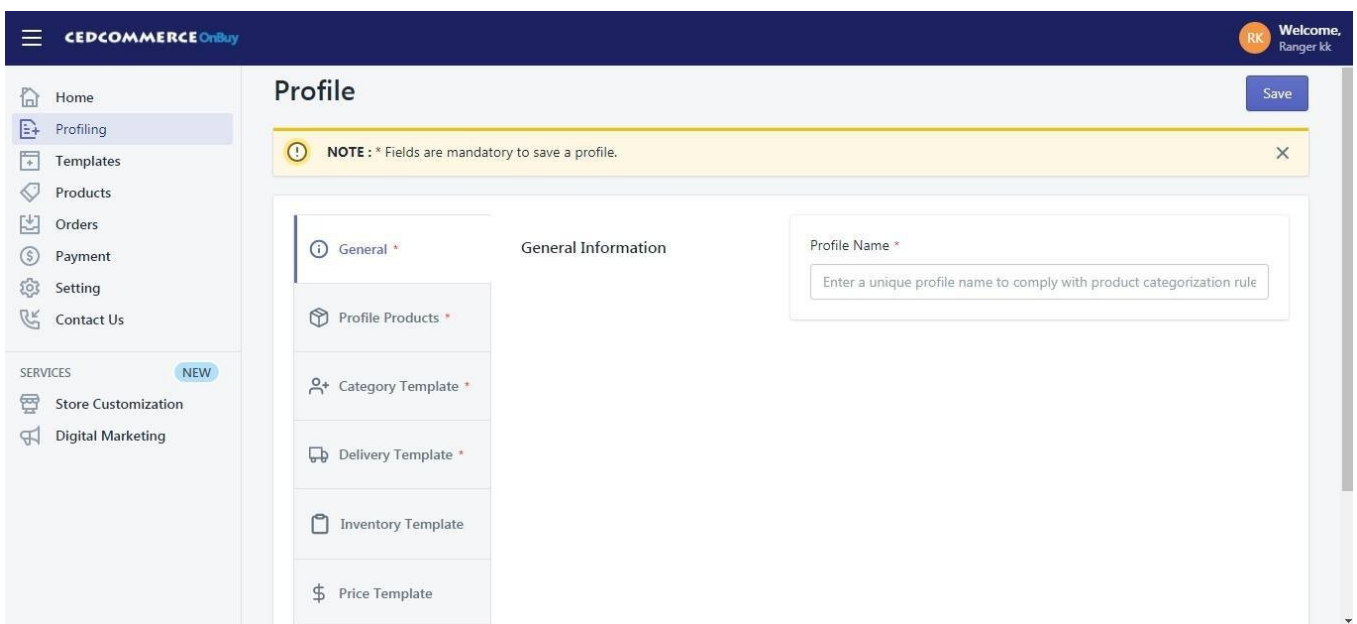 CEDCOMMERCE OnBuy
RK
Welcome,
Ranger kk
Home
Profiling
Templates
Products
Orders
Payment
Setting
Contact Us
SERVICES NEW
Store Customization
Digital Marketing
Profile
Save
NOTE : * Fields are mandatory to save a profile.
General *
Profile Products *
Category Template *
Delivery Template *
Inventory Template
Price Template
General Information
Profile Name *
Enter a unique profile name to comply with product categorization rule